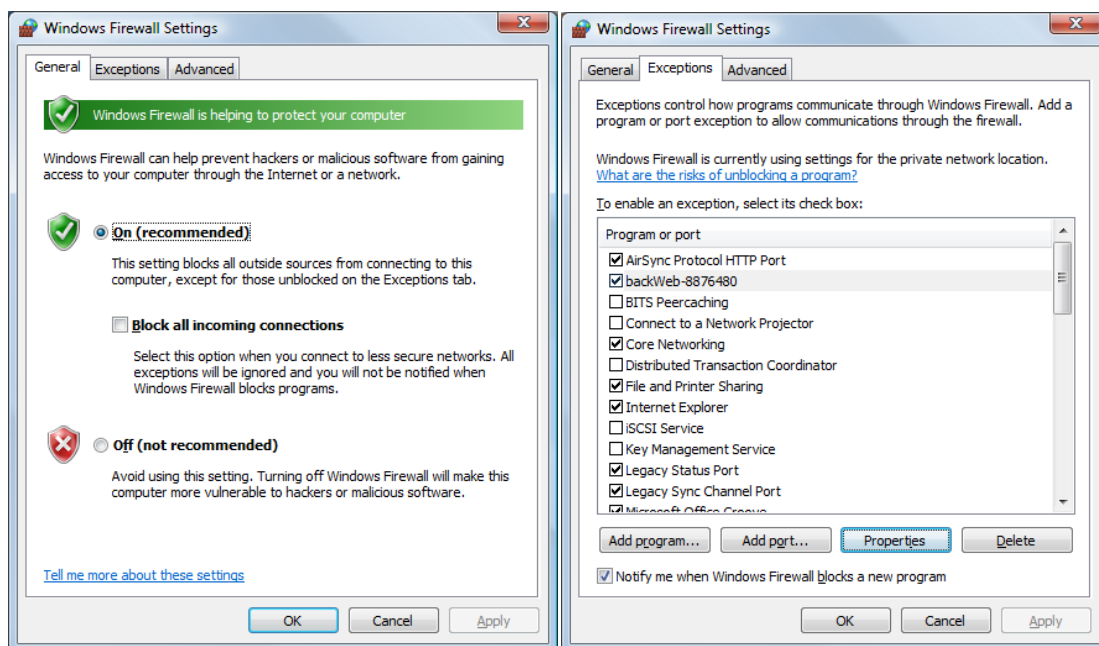 Windows Firewall Settings
General Exceptions Advanced
Windows Firewall is helping to protect your computer
Windows Firewall can help prevent hackers or malicious software from gaining
access to your computer through the Internet or a network.
On (recommended)
This setting blocks all outside sources from connecting to this
computer, except for those unblocked on the Exceptions tab.
Block all incoming connections
Select this option when you connect to less secure networks. All
exceptions will be ignored and you will not be notified when
Windows Firewall blocks programs.
Off (not recommended)
Avoid using this setting. Turning off Windows Firewall will make this
computer more vulnerable to hackers or malicious software.
Tell me more about these settings
OK Cancel Apply
Windows Firewall Settings
General Exceptions Advanced
Exceptions control how programs communicate through Windows Firewall. Add a
program or port exception to allow communications through the firewall.
Windows Firewall is currently using settings for the private network location.
What are the risks of unblocking a program?
To enable an exception, select its check box:
Program or port
AirSync Protocol HTTP Port
backWeb-8876480
BITS Peercaching
Connect to a Network Projector
Core Networking
Distributed Transaction Coordinator
File and Printer Sharing
Internet Explorer
iSCSI Service
Key Management Service
Legacy Status Port
Legacy Sync Channel Port
Microsoft Office Groove
Add program... Add port... Properties Delete
Notify me when Windows Firewall blocks a new program
OK Cancel Apply